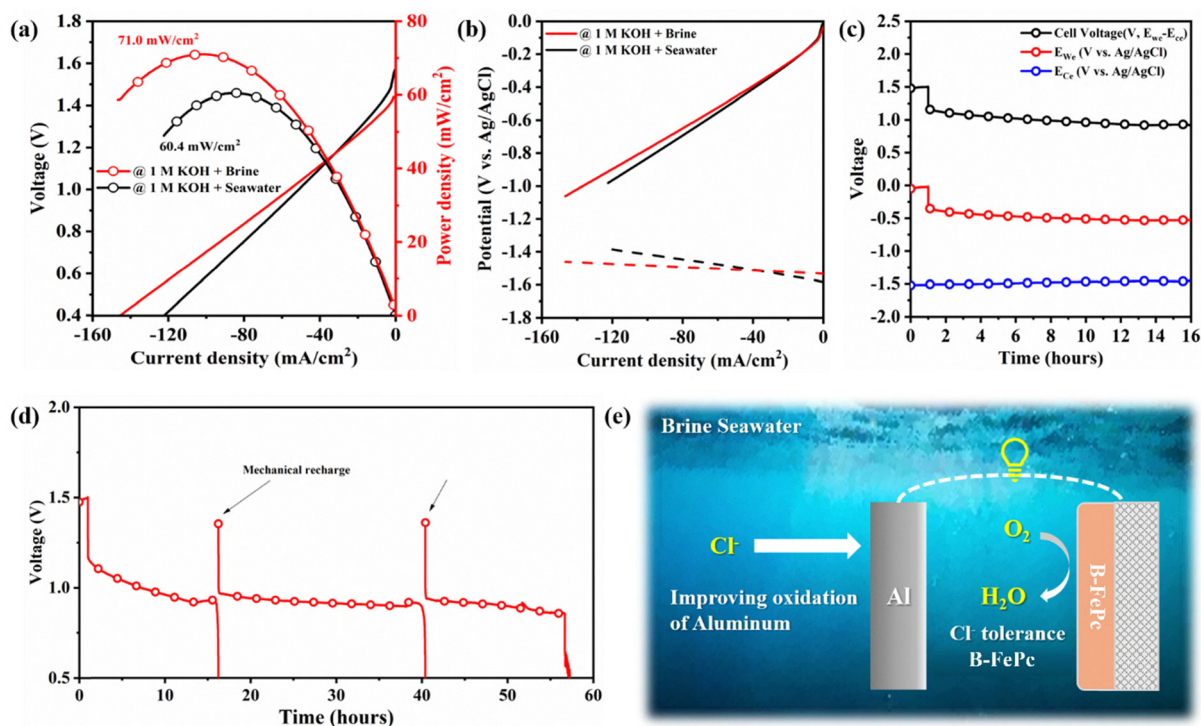 (a)
71.0 mW/cm²
60.4 mW/cm²
@ 1 M KOH + Brine
@ 1 M KOH + Seawater
Voltage (V)
1.8
1.6
1.4
1.2
1.0
0.8
0.6
0.4
-160
-120
-80
-40
0
Current density (mA/cm²)
80
60
40
20
0
Power density (mW/cm²)
(b)
@ 1 M KOH + Brine
@ 1 M KOH + Seawater
Potential (V vs. Ag/AgCl)
0.0
-0.2
-0.4
-0.6
-0.8
-1.0
-1.2
-1.4
-1.6
-1.8
-160
-120
-80
-40
0
Current density (mA/cm²)
(c)
Cell Voltage(V, Ewe-Ece)
EWe (V vs. Ag/AgCl)
ECe (V vs. Ag/AgCl)
Voltage
2.5
2.0
1.5
1.0
0.5
0.0
-0.5
-1.0
-1.5
-2.0
0
2
4
6
8
10
12
14
16
Time (hours)
(d)
Mechanical recharge
Voltage (V)
2.0
1.5
1.0
0.5
0
10
20
30
40
50
60
Time (hours)
(e)
Brine Seawater
Cl-
Improving oxidation
of Aluminum
Al
O₂
H₂O
Cl- tolerance
B-FePc
B-FePc